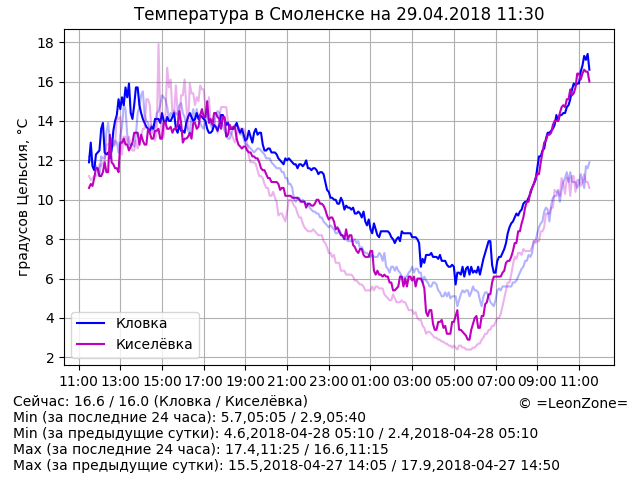 Температура в Смоленске на 29.04.2018 11:30
градусов Цельсия, °C
18
16
14
12
10
8
6
4
2
Кловка
Киселёвка
11:00 13:00 15:00 17:00 19:00 21:00 23:00 01:00 03:00 05:00 07:00 09:00 11:00
Сейчас: 16.6 / 16.0 (Кловка / Киселёвка)
© =LeonZone=
Min (за последние 24 часа): 5.7,05:05 / 2.9,05:40
Min (за предыдущие сутки): 4.6,2018-04-28 05:10 / 2.4,2018-04-28 05:10
Max (за последние 24 часа): 17.4,11:25 / 16.6,11:15
Max (за предыдущие сутки): 15.5,2018-04-27 14:05 / 17.9,2018-04-27 14:50